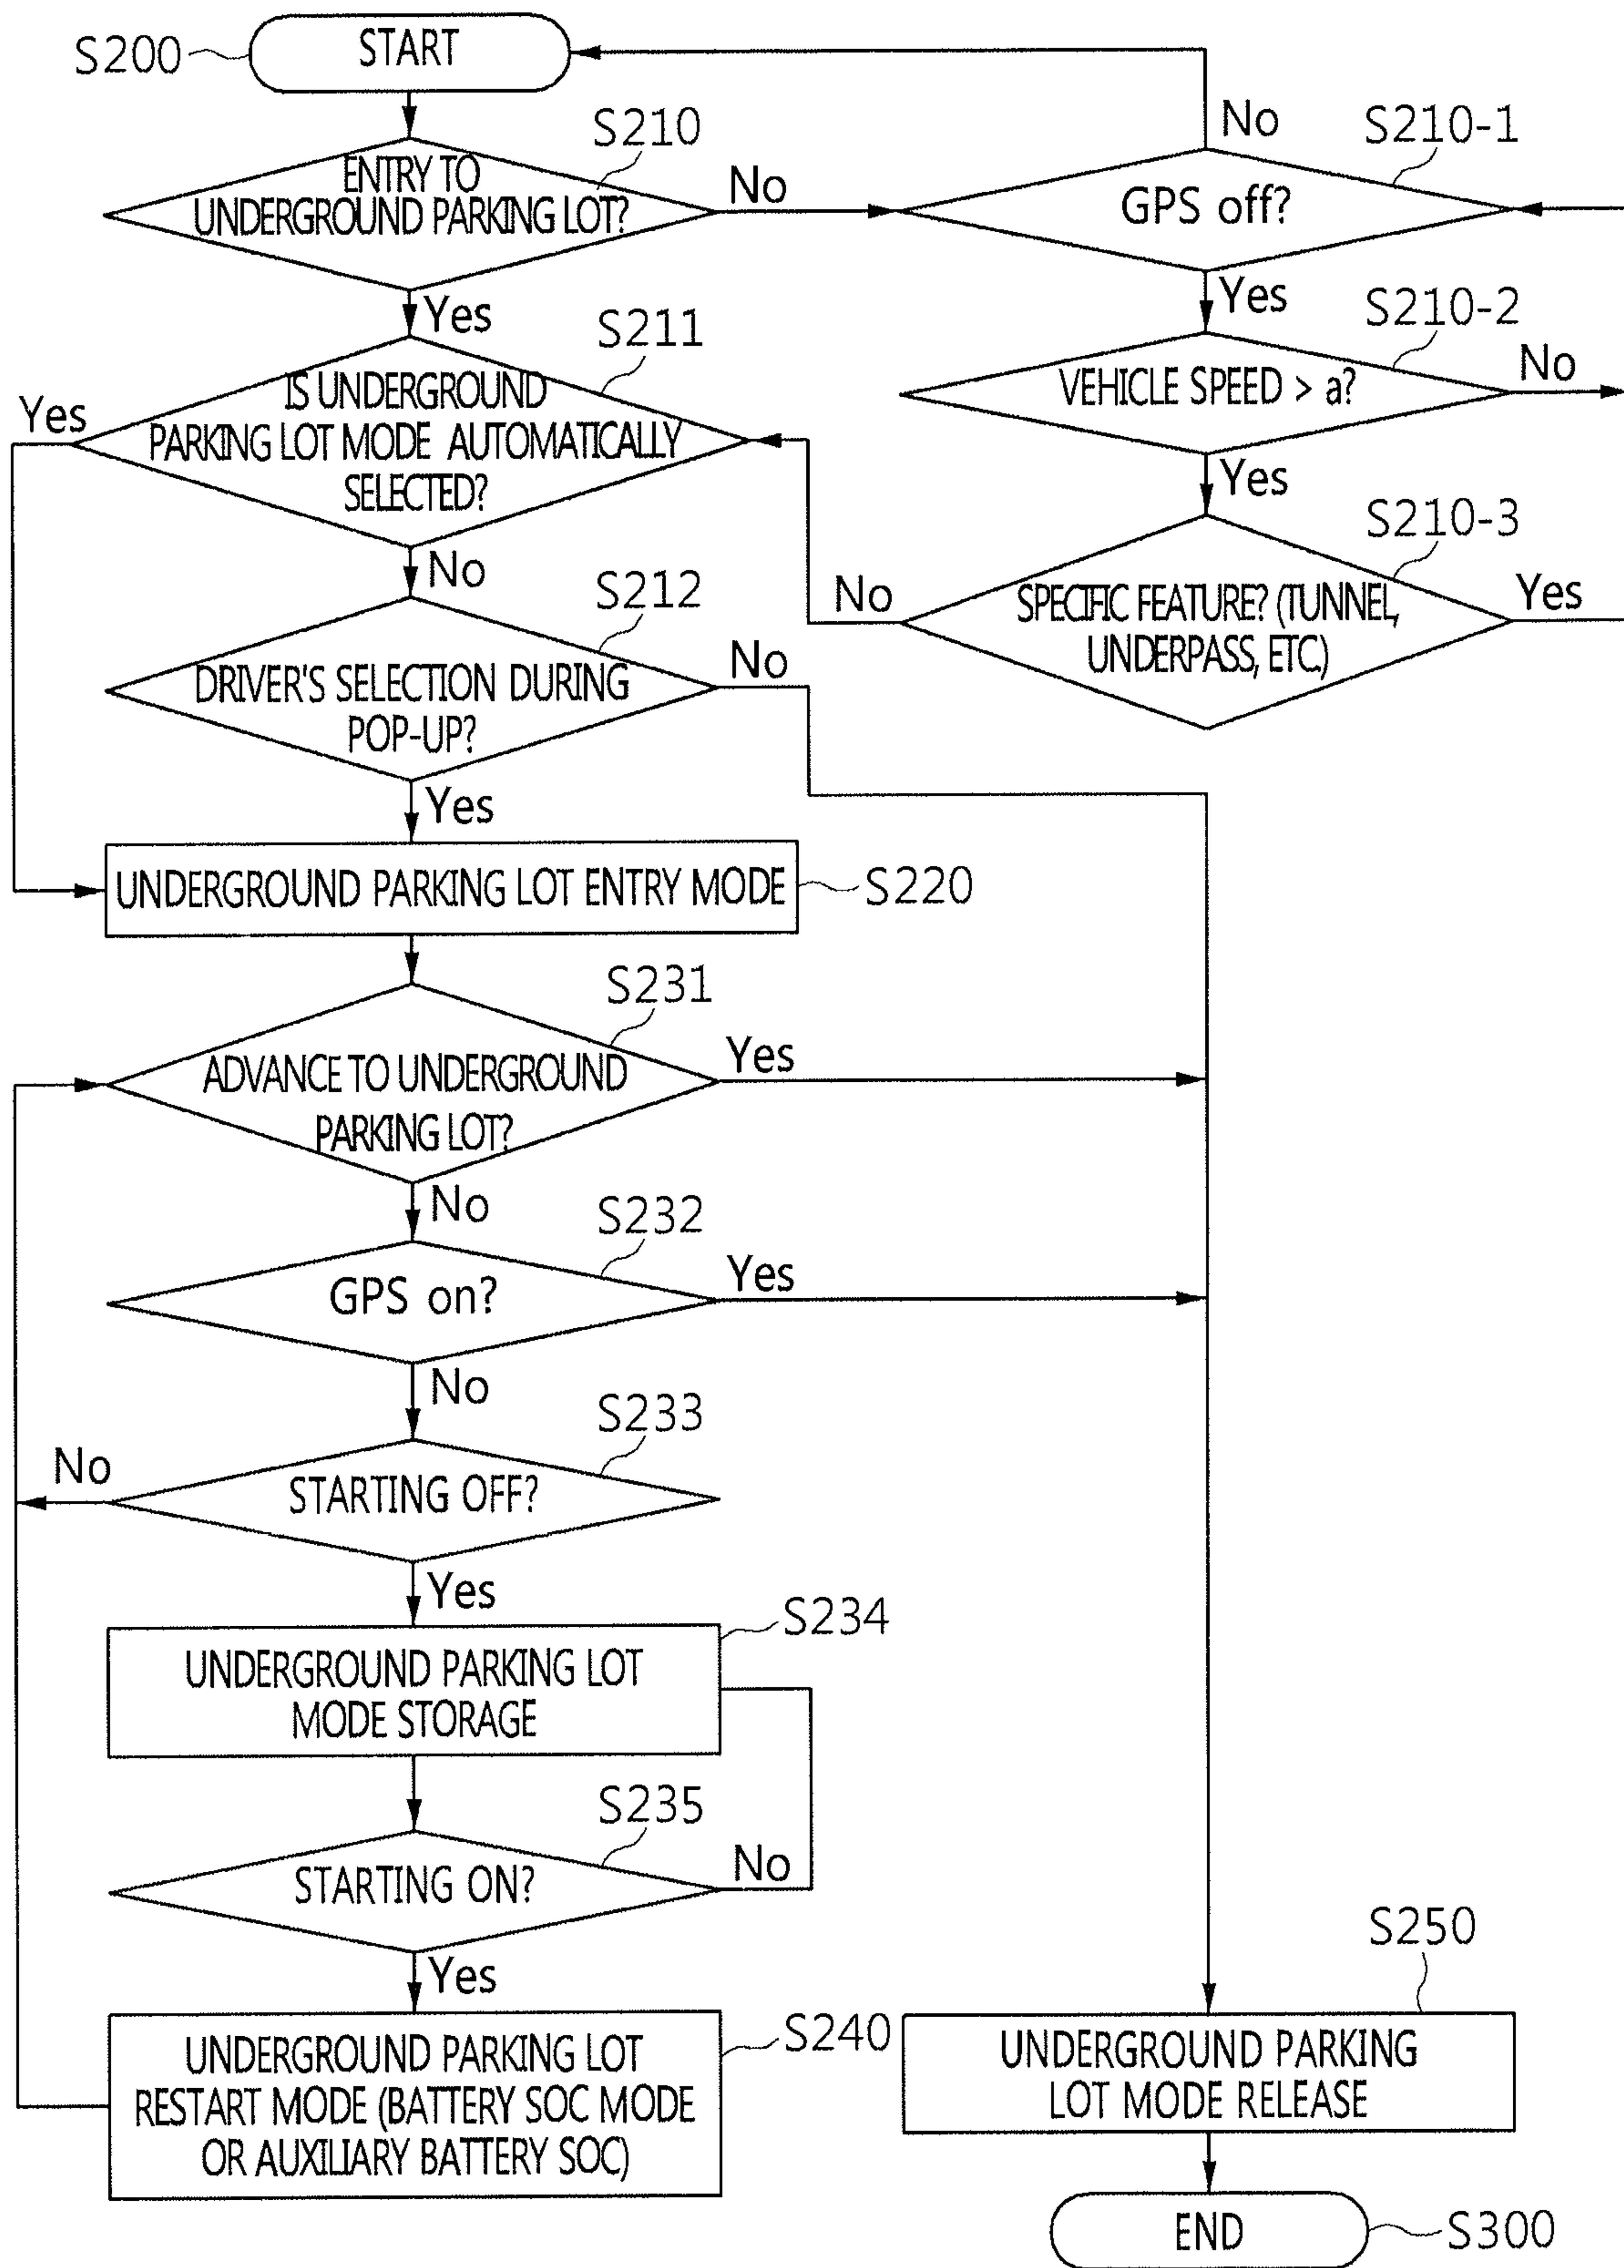 START
S200
ENTRY TO
UNDERGROUND PARKING LOT?
S210
No
Yes
GPS off?
S210-1
No
Yes
VEHICLE SPEED > a?
S210-2
No
Yes
SPECIFIC FEATURE? (TUNNEL,
UNDERPASS, ETC)
S210-3
No
Yes
IS UNDERGROUND
PARKING LOT MODE AUTOMATICALLY
SELECTED?
S211
Yes
No
DRIVER'S SELECTION DURING
POP-UP?
S212
No
Yes
UNDERGROUND PARKING LOT ENTRY MODE
S220
ADVANCE TO UNDERGROUND
PARKING LOT?
S231
Yes
No
GPS on?
S232
Yes
No
STARTING OFF?
S233
No
Yes
UNDERGROUND PARKING LOT
MODE STORAGE
S234
STARTING ON?
S235
No
Yes
UNDERGROUND PARKING LOT
RESTART MODE (BATTERY SOC MODE
OR AUXILIARY BATTERY SOC)
S240
UNDERGROUND PARKING
LOT MODE RELEASE
S250
END
S300